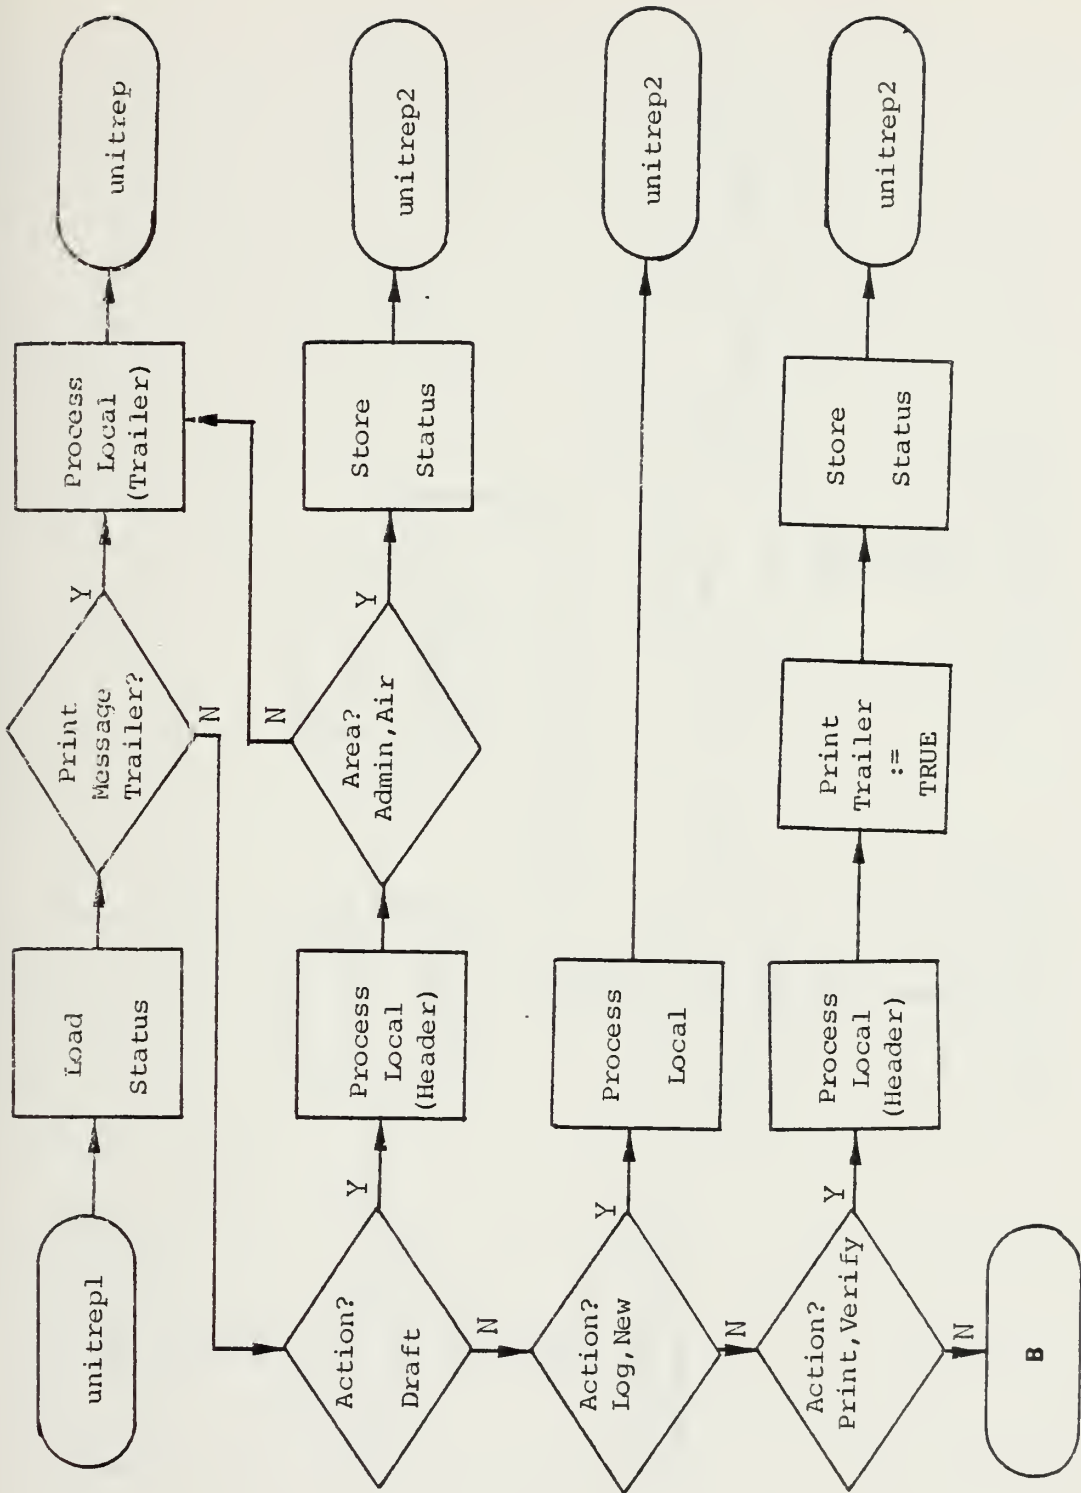 unitrep1
Load
Status
Print
Message
Trailer?
Y
N
Process
Local
(Trailer)
unitrep
Action?
Draft
Y
N
Process
Local
(Header)
Area?
Admin,Air
Y
N
Store
Status
unitrep2
Action?
Log,New
Y
N
Process
Local
unitrep2
Action?
Print,Verify
Y
N
Process
Local
(Header)
Print
Trailer
:=
TRUE
Store
Status
unitrep2
B